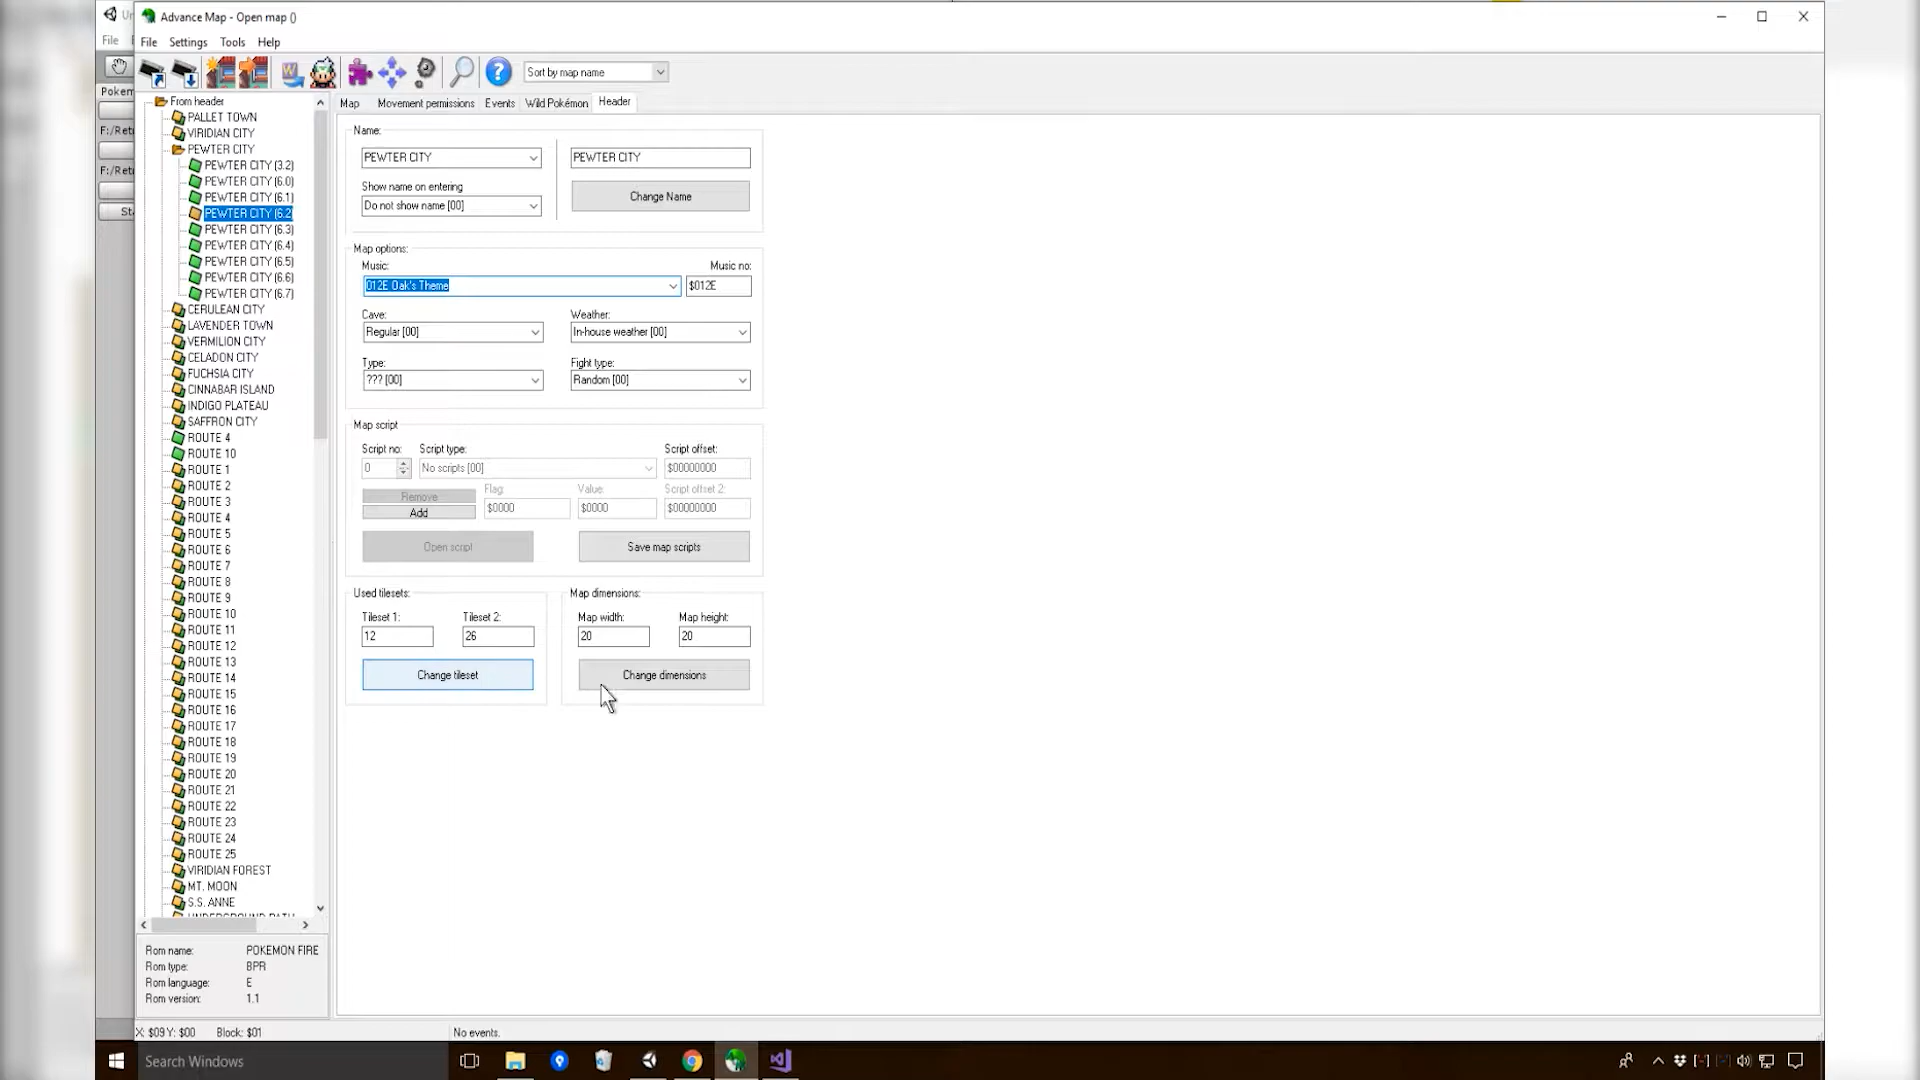 Advance Map - Open map ()
File Settings Tools Help
Sort by map name
Map Movement permissions Events Wild Pokémon Header
File
Pokem
F:/Ret
F:/Ret
Sta
From header
PALLET TOWN
VIRIDIAN CITY
PEWTER CITY
PEWTER CITY (3.2)
PEWTER CITY (6.0)
PEWTER CITY (6.1)
PEWTER CITY (6.2)
PEWTER CITY (6.3)
PEWTER CITY (6.4)
PEWTER CITY (6.5)
PEWTER CITY (6.6)
PEWTER CITY (6.7)
CERULEAN CITY
LAVENDER TOWN
VERMILION CITY
CELADON CITY
FUCHSIA CITY
CINNABAR ISLAND
INDIGO PLATEAU
SAFFRON CITY
ROUTE 4
ROUTE 10
ROUTE 1
ROUTE 2
ROUTE 3
ROUTE 4
ROUTE 5
ROUTE 6
ROUTE 7
ROUTE 8
ROUTE 9
ROUTE 10
ROUTE 11
ROUTE 12
ROUTE 13
ROUTE 14
ROUTE 15
ROUTE 16
ROUTE 17
ROUTE 18
ROUTE 19
ROUTE 20
ROUTE 21
ROUTE 22
ROUTE 23
ROUTE 24
ROUTE 25
VIRIDIAN FOREST
MT. MOON
S.S. ANNE
UNDERGROUND PATH
Rom name: POKEMON FIRE
Rom type: BPR
Rom language: E
Rom version: 1.1
Name:
PEWTER CITY PEWTER CITY
Show name on entering
Do not show name [00] Change Name
Map options:
Music: Music no:
012E Oak's Theme $012E
Cave: Weather:
Regular [00] In-house weather [00]
Type: Fight type:
??? [00] Random [00]
Map script
Script no: Script type: Script offset:
0 No scripts [00] $00000000
Remove Flag: Value: Script offset 2:
Add $0000 $0000 $00000000
Open script Save map scripts
Used tilesets: Map dimensions:
Tileset 1: Tileset 2: Map width: Map height:
12 26 20 20
Change tileset Change dimensions
X: $09 Y: $00 Block: $01 No events.
Search Windows